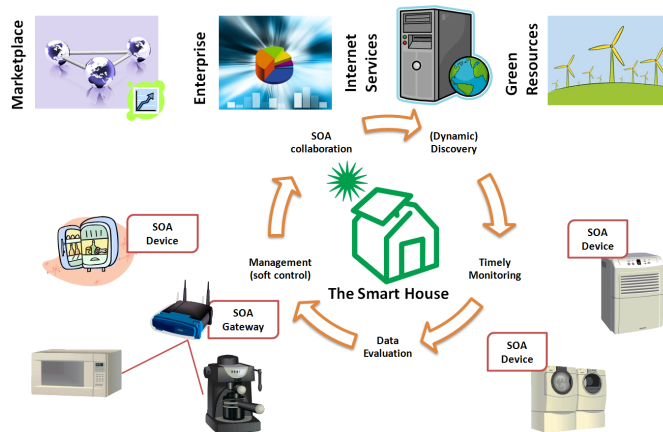 Marketplace
Enterprise
Internet
Services
Green
Resources
SOA
collaboration
(Dynamic)
Discovery
SOA
Device
SOA
Device
Management
(soft control)
Timely
Monitoring
The Smart House
SOA
Gateway
Data
Evaluation
SOA
Device